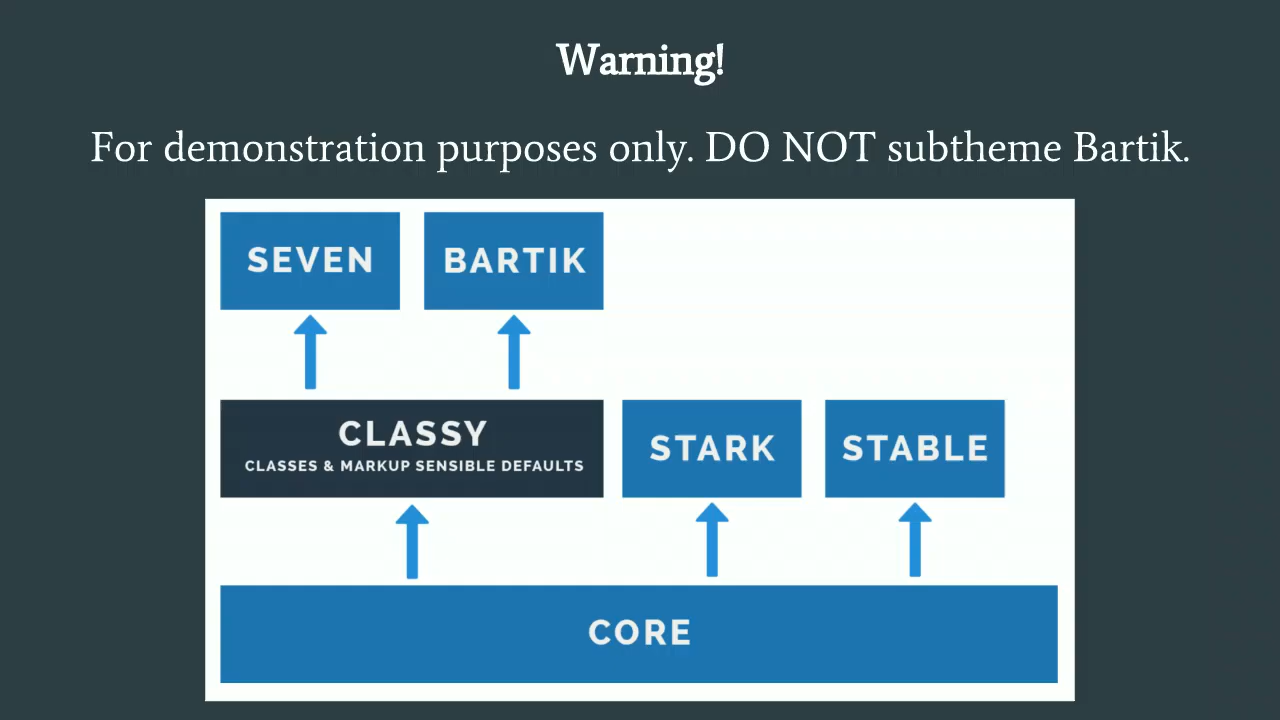 Warning!
For demonstration purposes only. DO NOT subtheme Bartik.
SEVEN
BARTIK
CLASSY
CLASSES & MARKUP SENSIBLE DEFAULTS
STARK
STABLE
CORE